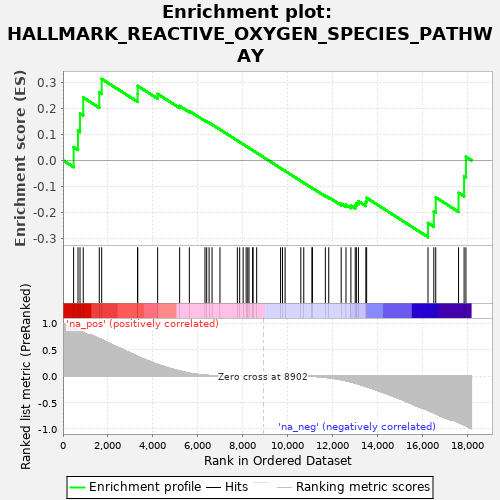 Enrichment plot:
HALLMARK_REACTIVE_OXYGEN_SPECIES_PATHW
AY
Enrichment score (ES)
0.3
0.2
0.1
0.0
-0.1
-0.2
-0.3
Ranked list metric (PreRanked)
1.0
0.5
0.0
-0.5
-1.0
'na_pos' (positively correlated)
Zero cross at 8902
'na_neg' (negatively correlated)
0
2,000
4,000
6,000
8,000
10,000
12,000
14,000
16,000
18,000
Rank in Ordered Dataset
Enrichment profile
Hits
Ranking metric scores